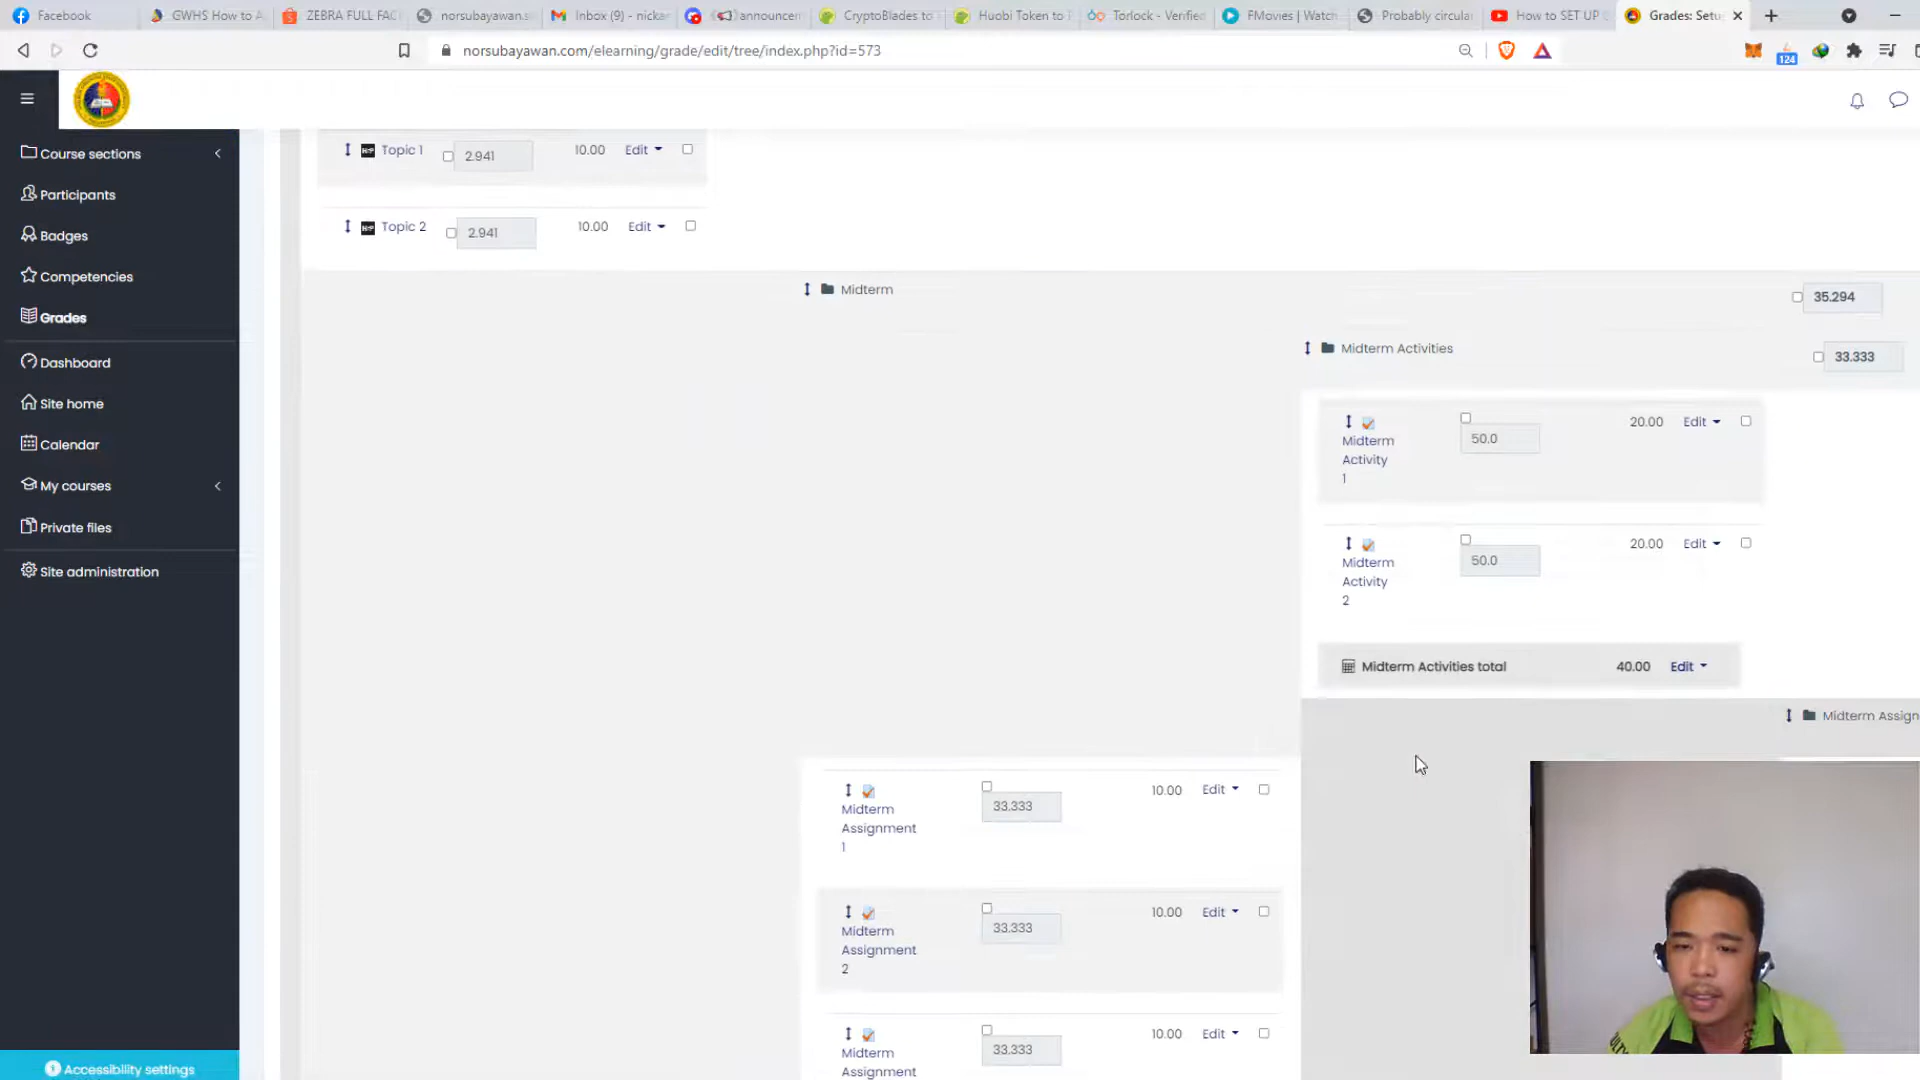 Facebook
GWHS How to A
ZEBRA FULL FAC
norsubayawan.s
Inbox (9) - nickar
announcem
CryptoBlades to
Huobi Token to
Torlock - Verified
FMovies | Watch
Probably circular
How to SET UP
Grades: Setu
norsubayawan.com/elearning/grade/edit/tree/index.php?id=573
124
Course sections
Participants
Badges
Competencies
Grades
Dashboard
Site home
Calendar
My courses
Private files
Site administration
Accessibility settings
Topic 1 2.941 10.00 Edit
Topic 2 2.941 10.00 Edit
Midterm 35.294
Midterm Activities 33.333
Midterm Activity 1 50.0 20.00 Edit
Midterm Activity 2 50.0 20.00 Edit
Midterm Activities total 40.00 Edit
Midterm Assign
Midterm Assignment 1 33.333 10.00 Edit
Midterm Assignment 2 33.333 10.00 Edit
Midterm Assignment 33.333 10.00 Edit